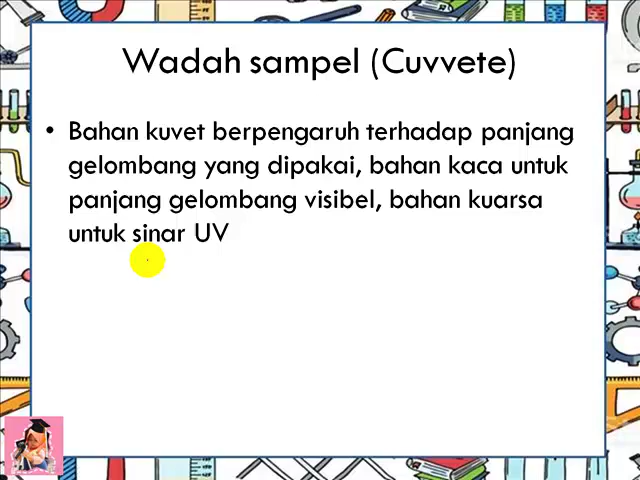 Wadah sampel (Cuvvete)
• Bahan kuvet berpengaruh terhadap panjang
gelombang yang dipakai, bahan kaca untuk
panjang gelombang visibel, bahan kuarsa
untuk sinar UV